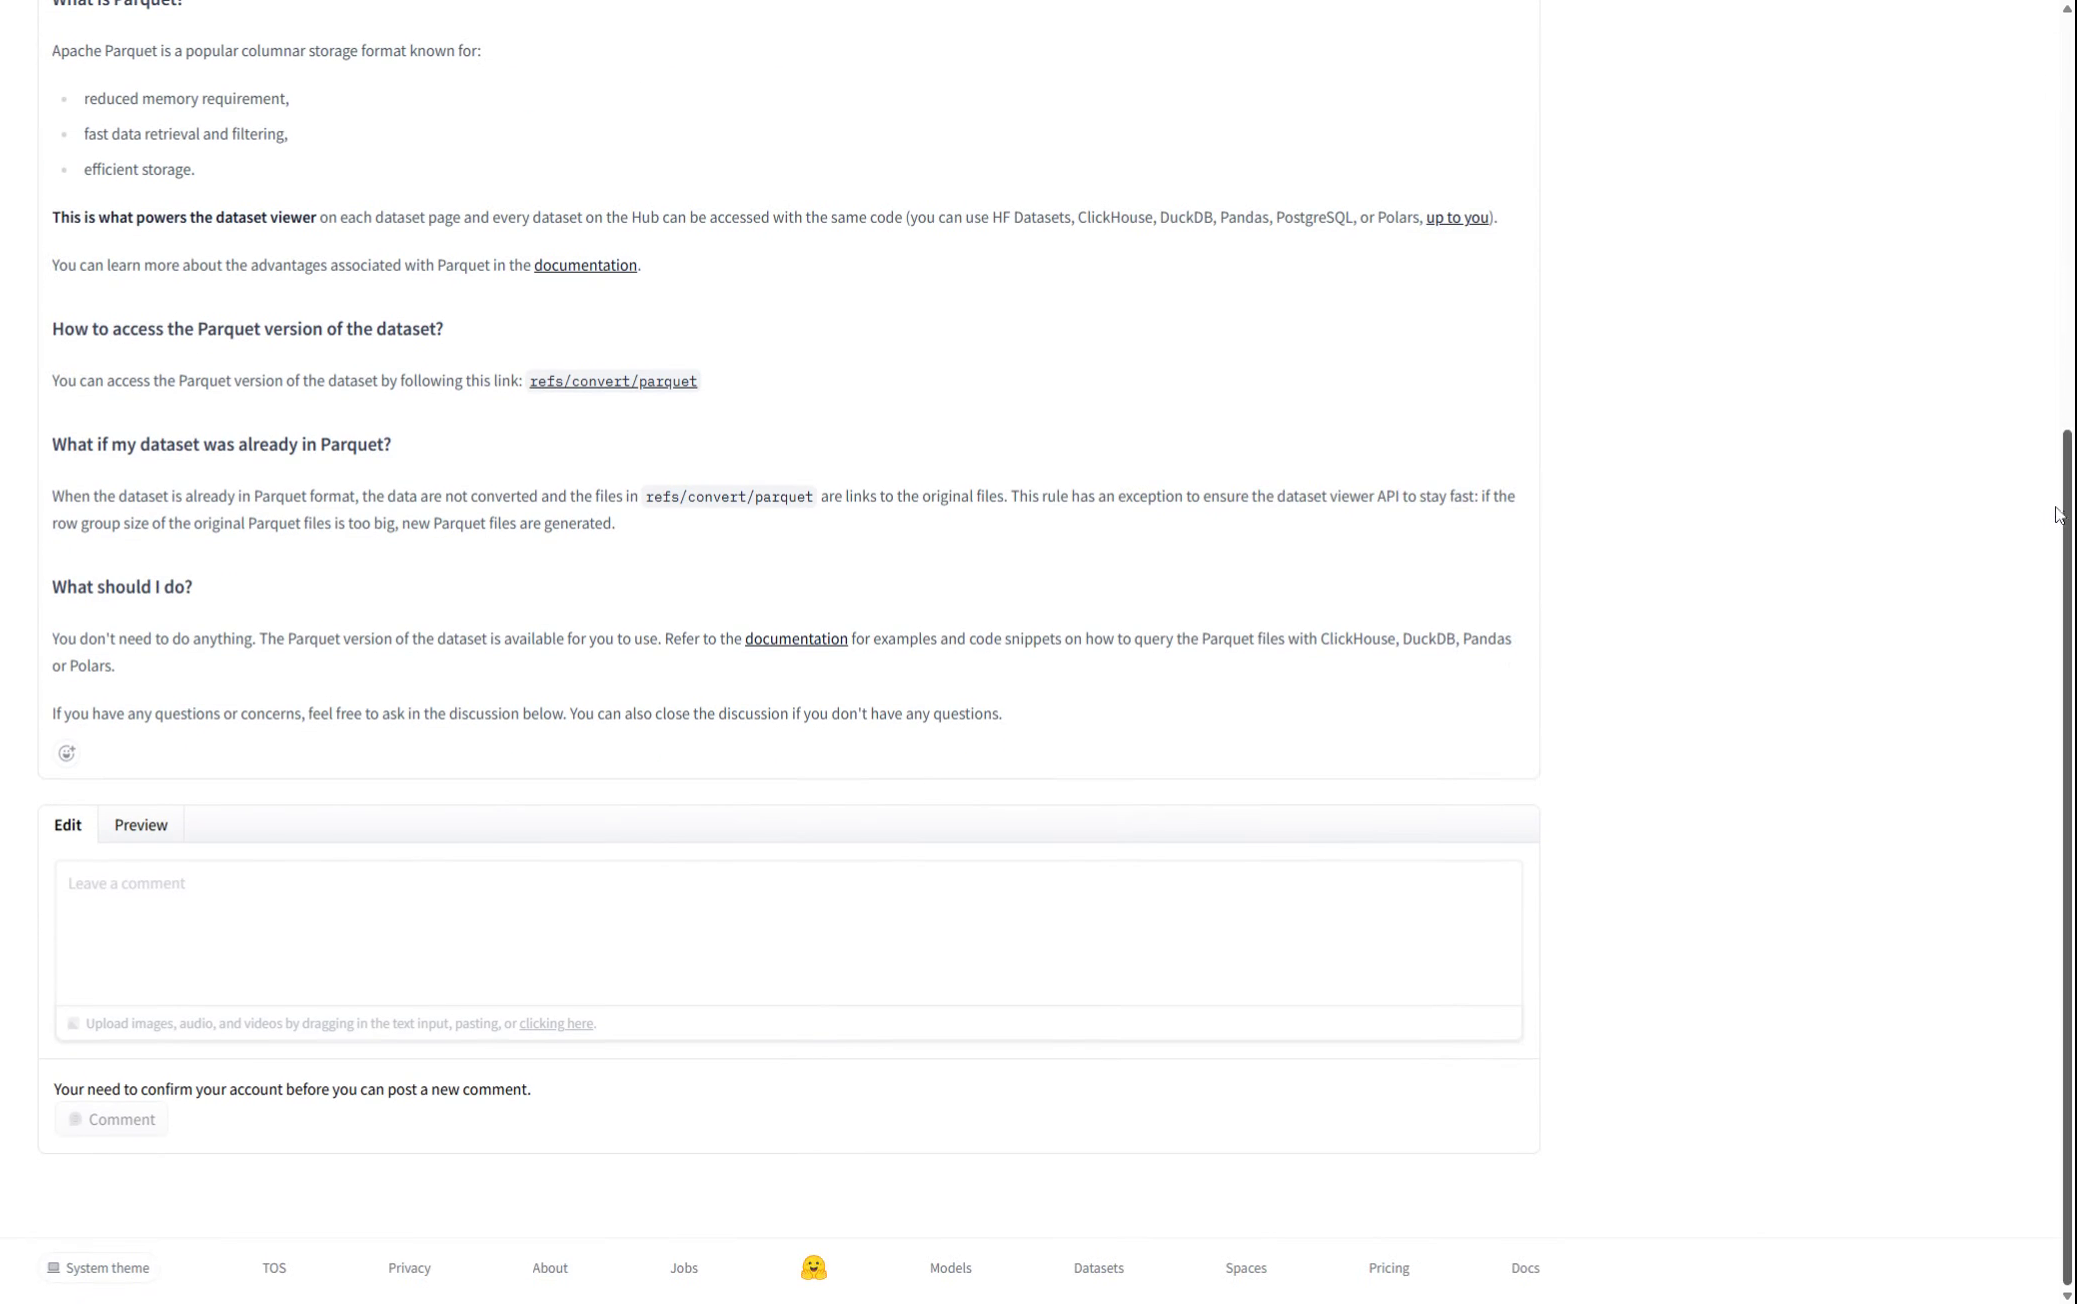 What is Parquet?
Apache Parquet is a popular columnar storage format known for:
reduced memory requirement,
fast data retrieval and filtering,
efficient storage.
This is what powers the dataset viewer on each dataset page and every dataset on the Hub can be accessed with the same code (you can use HF Datasets, ClickHouse, DuckDB, Pandas, PostgreSQL, or Polars, up to you).
You can learn more about the advantages associated with Parquet in the documentation.
How to access the Parquet version of the dataset?
You can access the Parquet version of the dataset by following this link: refs/convert/parquet
What if my dataset was already in Parquet?
When the dataset is already in Parquet format, the data are not converted and the files in refs/convert/parquet are links to the original files. This rule has an exception to ensure the dataset viewer API to stay fast: if the
row group size of the original Parquet files is too big, new Parquet files are generated.
What should I do?
You don't need to do anything. The Parquet version of the dataset is available for you to use. Refer to the documentation for examples and code snippets on how to query the Parquet files with ClickHouse, DuckDB, Pandas
or Polars.
If you have any questions or concerns, feel free to ask in the discussion below. You can also close the discussion if you don't have any questions.
Edit Preview
Leave a comment
Upload images, audio, and videos by dragging in the text input, pasting, or clicking here.
Your need to confirm your account before you can post a new comment.
Comment
System theme TOS Privacy About Jobs Models Datasets Spaces Pricing Docs